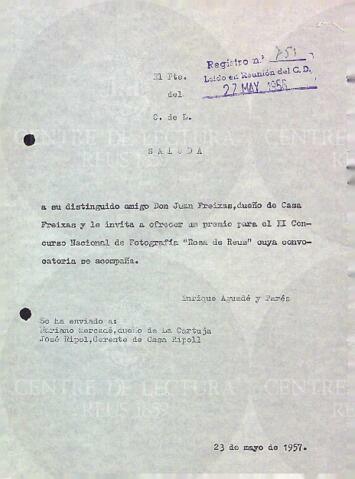 El Pte.
del
C. de L.
Registro n.º 751
Leído en Reunión del C.D.
27 MAY. 1956
SALUDA
a su distinguido amigo Don Juan Freixas,dueño de Casa
Freixas y le invita a ofrecer un premio para el II Con-
curso Nacional de Fotografía "Rosa de Reus" cuya convo-
catoria se acompaña.
Enrique Aguadé y Parés
Se ha enviado a:
Mariano Mercadé,dueño de La Cartuja
José Ripol,Gerente de Casa Ripoll
CENTRE DE LECTURA
REUS 1859
CENTRE DE LECTURA
REUS 1859
23 de mayo de 1957.